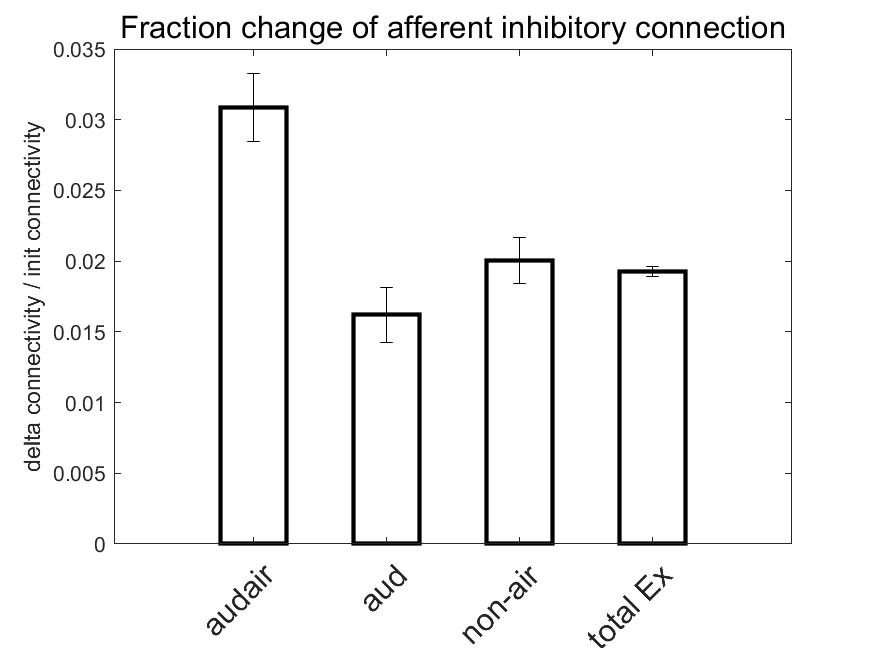 Fraction change of afferent inhibitory connection
delta connectivity / init connectivity
0.035
0.03
0.025
0.02
0.015
0.01
0.005
0
audair
aud
non-air
total Ex